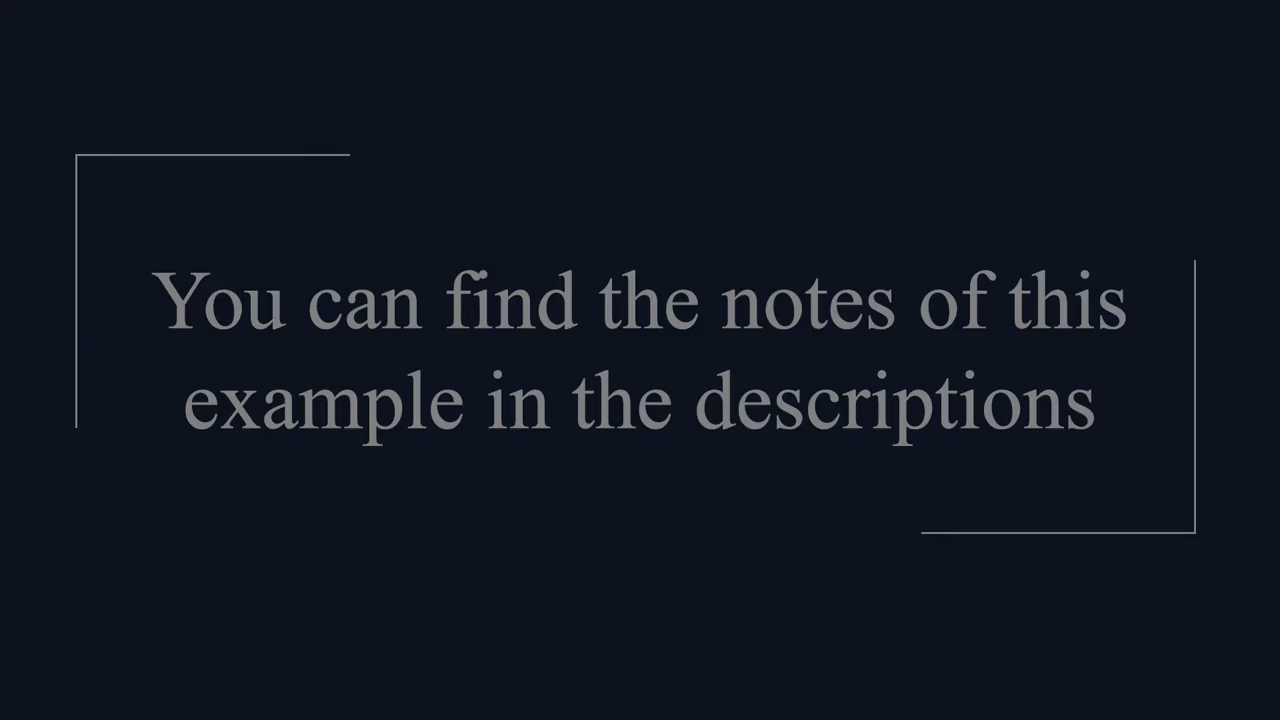 You can find the notes of this
example in the descriptions